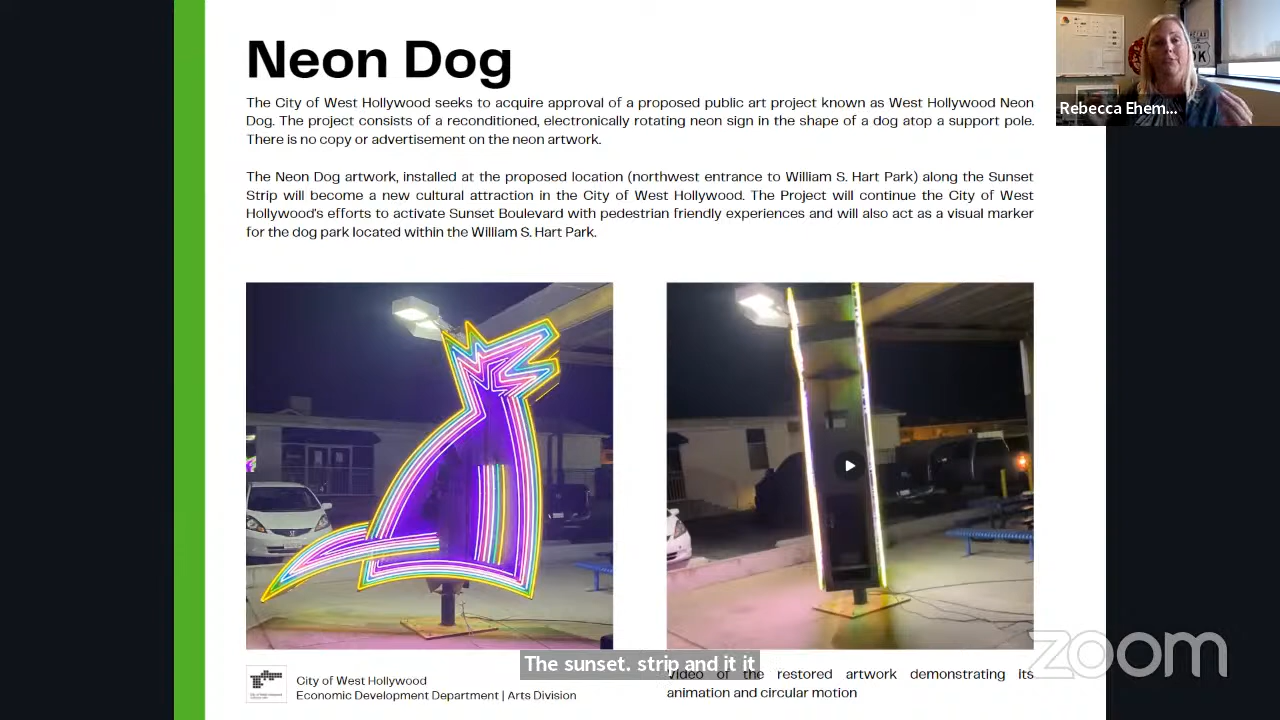 Neon Dog
The City of West Hollywood seeks to acquire approval of a proposed public art project known as West Hollywood Neon
Dog. The project consists of a reconditioned, electronically rotating neon sign in the shape of a dog atop a support pole.
There is no copy or advertisement on the neon artwork.
The Neon Dog artwork, installed at the proposed location (northwest entrance to William S. Hart Park) along the Sunset
Strip will become a new cultural attraction in the City of West Hollywood. The Project will continue the City of West
Hollywood's efforts to activate Sunset Boulevard with pedestrian friendly experiences and will also act as a visual marker
for the dog park located within the William S. Hart Park.
Rebecca Ehem...
The sunset. strip and it it
City of West Hollywood
Economic Development Department | Arts Division
Video of the restored artwork demonstrating its
animation and circular motion
zoom